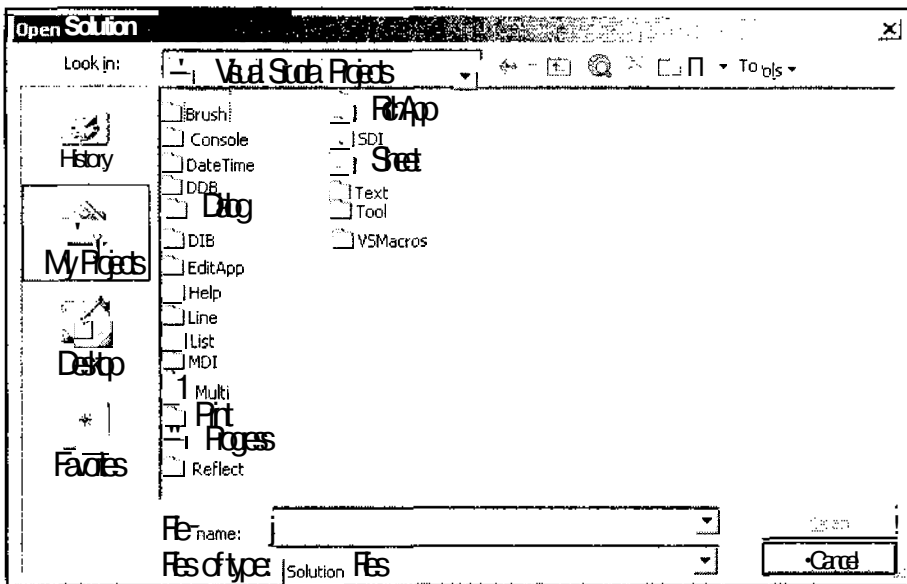 Open Solution
Look in: Visual Studio Projects Tools
History
My Projects
Desktop
Favorites
Brush
Console
DateTime
DDB
Dialog
DIB
EditApp
Help
Line
List
MDI
Multi
Print
Progress
Reflect
RichApp
SDI
Sheet
Text
Tool
VSMacros
File name:
Open
Files of type: Solution Files
Cancel